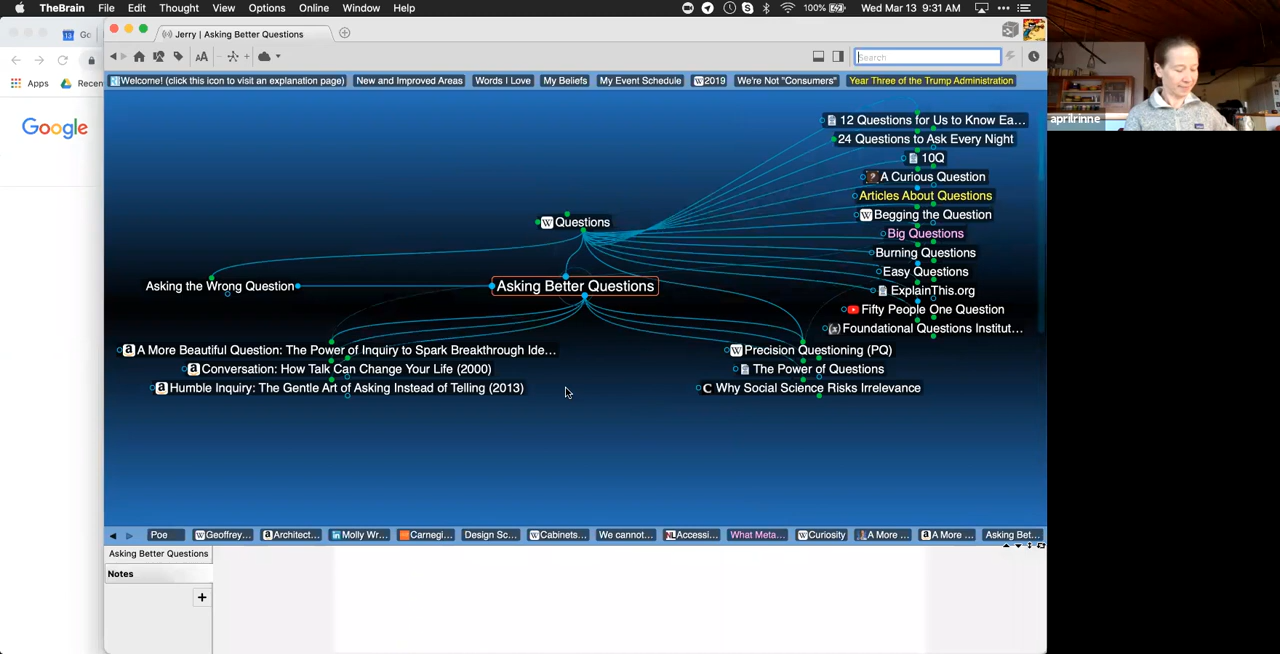 TheBrain File Edit Thought View Options Online Window Help 100% Wed Mar 13 9:31 AM
Jerry | Asking Better Questions
13 Go
AA Search
Apps Recen
Welcome! (click this icon to visit an explanation page) New and Improved Areas Words I Love My Beliefs My Event Schedule W 2019 We're Not "Consumers" Year Three of the Trump Administration
Google
aprilrinne
12 Questions for Us to Know Ea...
24 Questions to Ask Every Night
10Q
A Curious Question
Articles About Questions
W Begging the Question
W Questions
Big Questions
Burning Questions
Easy Questions
Asking the Wrong Question
Asking Better Questions
ExplainThis.org
Fifty People One Question
Foundational Questions Institut...
a A More Beautiful Question: The Power of Inquiry to Spark Breakthrough Ide...
W Precision Questioning (PQ)
a Conversation: How Talk Can Change Your Life (2000)
The Power of Questions
a Humble Inquiry: The Gentle Art of Asking Instead of Telling (2013)
C Why Social Science Risks Irrelevance
Poe W Geoffrey... a Architect... in Molly Wr... Carnegi... Design Sc... W Cabinets... We cannot... NL Accessi... What Meta... W Curiosity A More ... a A More ... Asking Bet...
Asking Better Questions
Notes
+